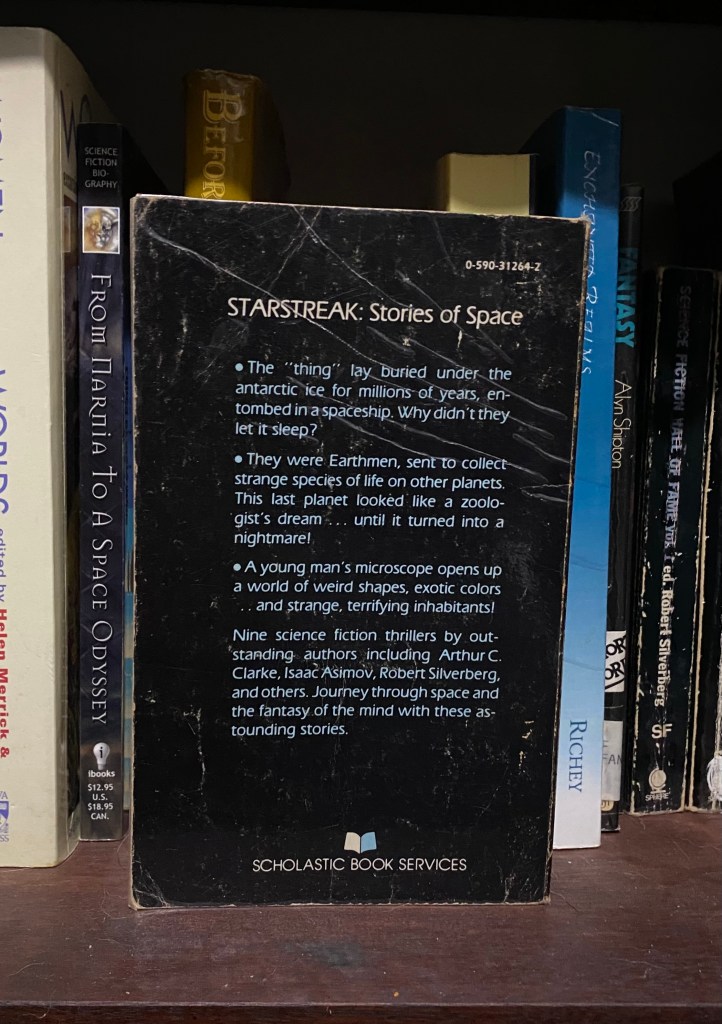 0-590-31264-2
STARSTREAK: Stories of Space
• The "thing" lay buried under the
antarctic ice for millions of years, en-
tombed in a spaceship. Why didn't they
let it sleep?
• They were Earthmen, sent to collect
strange species of life on other planets.
This last planet looked like a zoolo-
gist's dream ... until it turned into a
nightmare!
• A young man's microscope opens up
a world of weird shapes, exotic colors
.. and strange, terrifying inhabitants!
Nine science fiction thrillers by out-
standing authors including Arthur C.
Clarke, Isaac Asimov, Robert Silverberg,
and others. Journey through space and
the fantasy of the mind with these as-
tounding stories.
SCHOLASTIC BOOK SERVICES
WORLDS edited by Helen Merrick &
SCIENCE
FICTION
BIO-
GRAPHY
FROM NARNIA TO A SPACE ODYSSEY
ibooks
$12.95
U.S.
$18.95
CAN.
BEFOR
RICHEY
FANTASY
Alvin Shipton
SCIENCE FICTION HALL OF FAME
ed. Robert Silverberg
SF
SPHERE